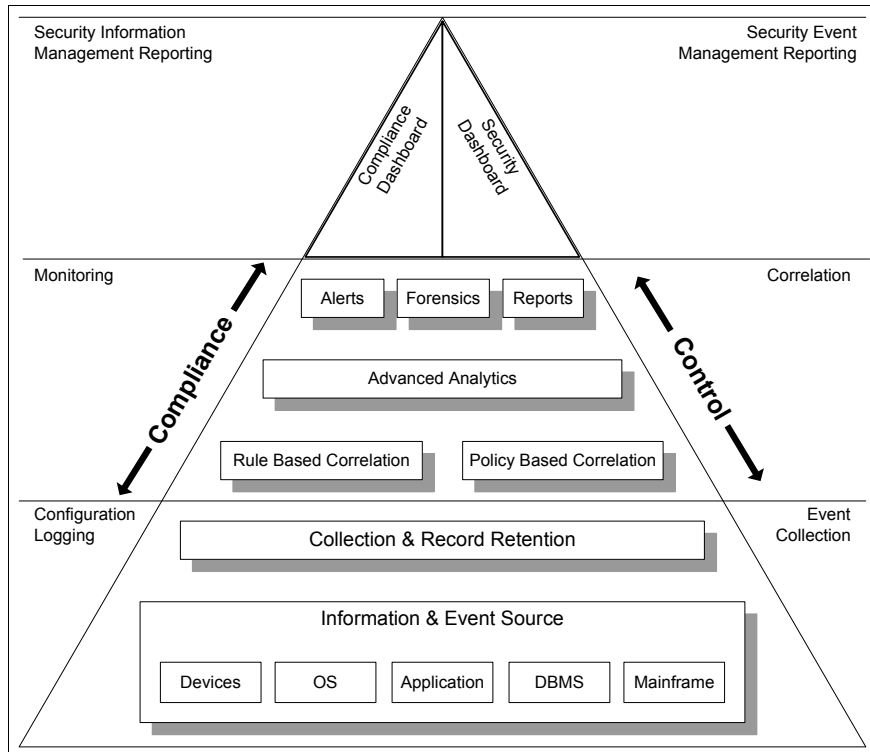 Security Information
Management Reporting
Security Event
Management Reporting
Compliance
Dashboard
Security
Dashboard
Monitoring
Correlation
Compliance
Control
Alerts
Forensics
Reports
Advanced Analytics
Rule Based Correlation
Policy Based Correlation
Configuration
Logging
Event
Collection
Collection & Record Retention
Information & Event Source
Devices
OS
Application
DBMS
Mainframe